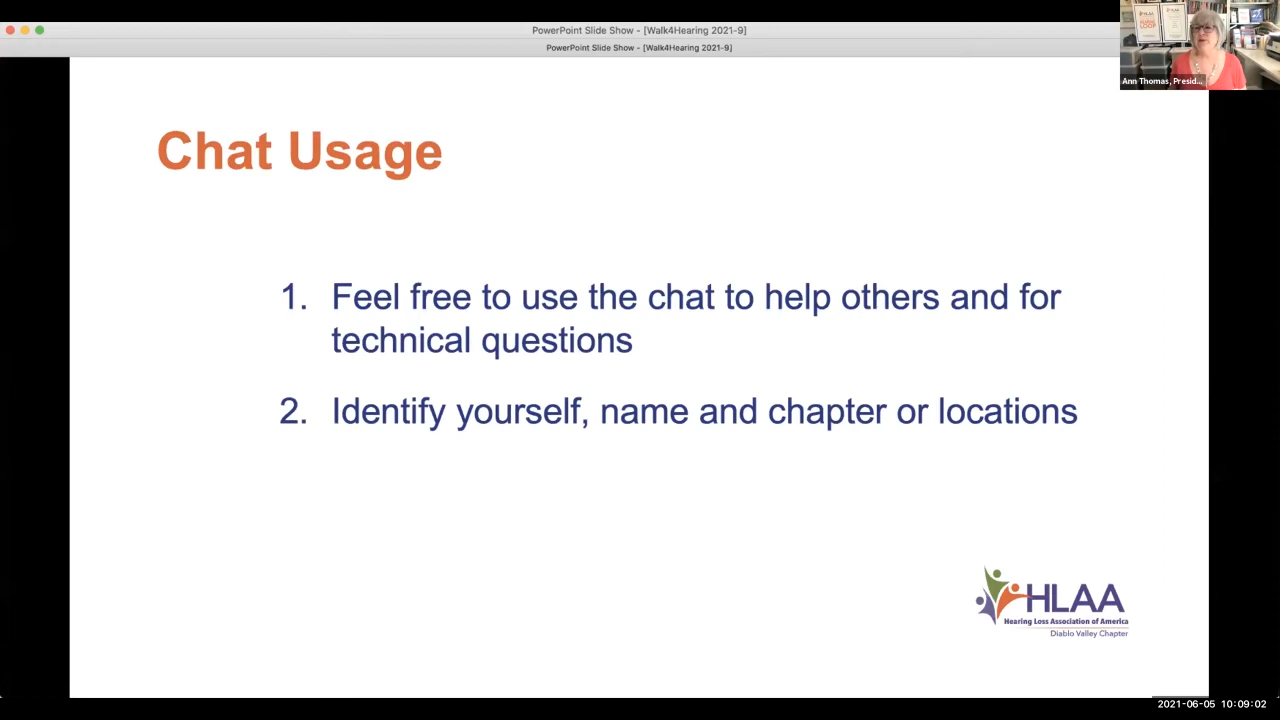 PowerPoint Slide Show - [Walk4Hearing 2021-9]
PowerPoint Slide Show - [Walk4Hearing 2021-9]
Ann Thomas, Presid...
Chat Usage
1. Feel free to use the chat to help others and for
technical questions
2. Identify yourself, name and chapter or locations
HLAA
Hearing Loss Association of America
Diablo Valley Chapter
2021-06-05 10:09:02